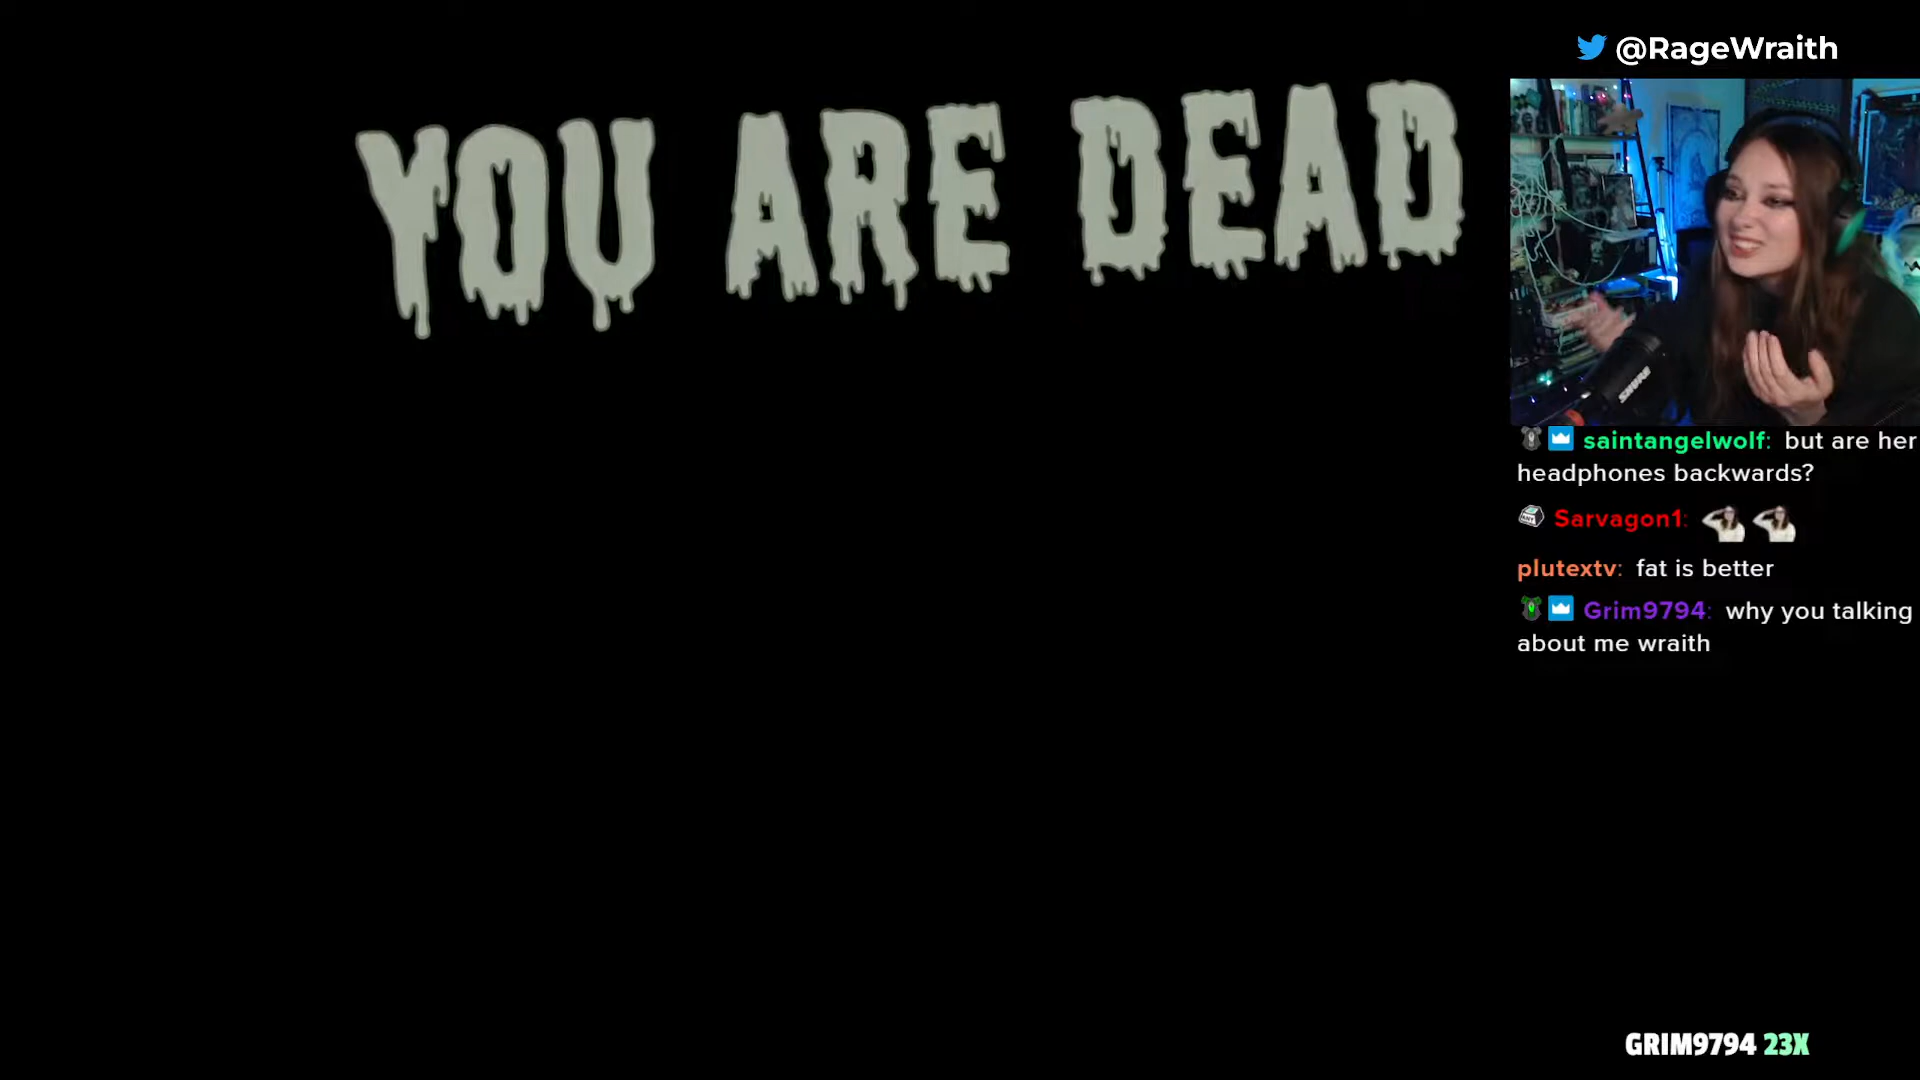 @RageWraith
YOU ARE DEAD
SHURE
saintangelwolf: but are her
headphones backwards?
Sarvagon1:
plutextv: fat is better
Grim9794: why you talking
about me wraith
GRIM9794 23X